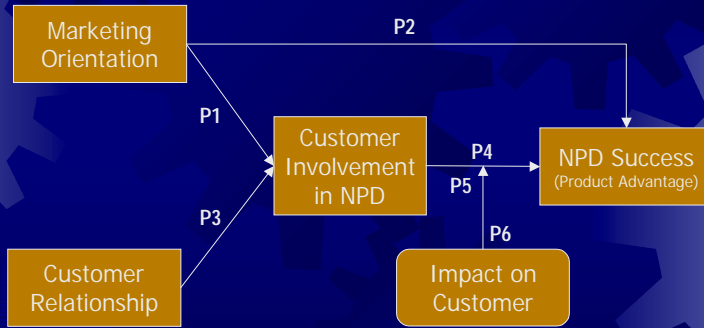 Marketing
Orientation
P2
P1
Customer
Involvement
in NPD
P4
P5
NPD Success
(Product Advantage)
P3
P6
Customer
Relationship
Impact on
Customer